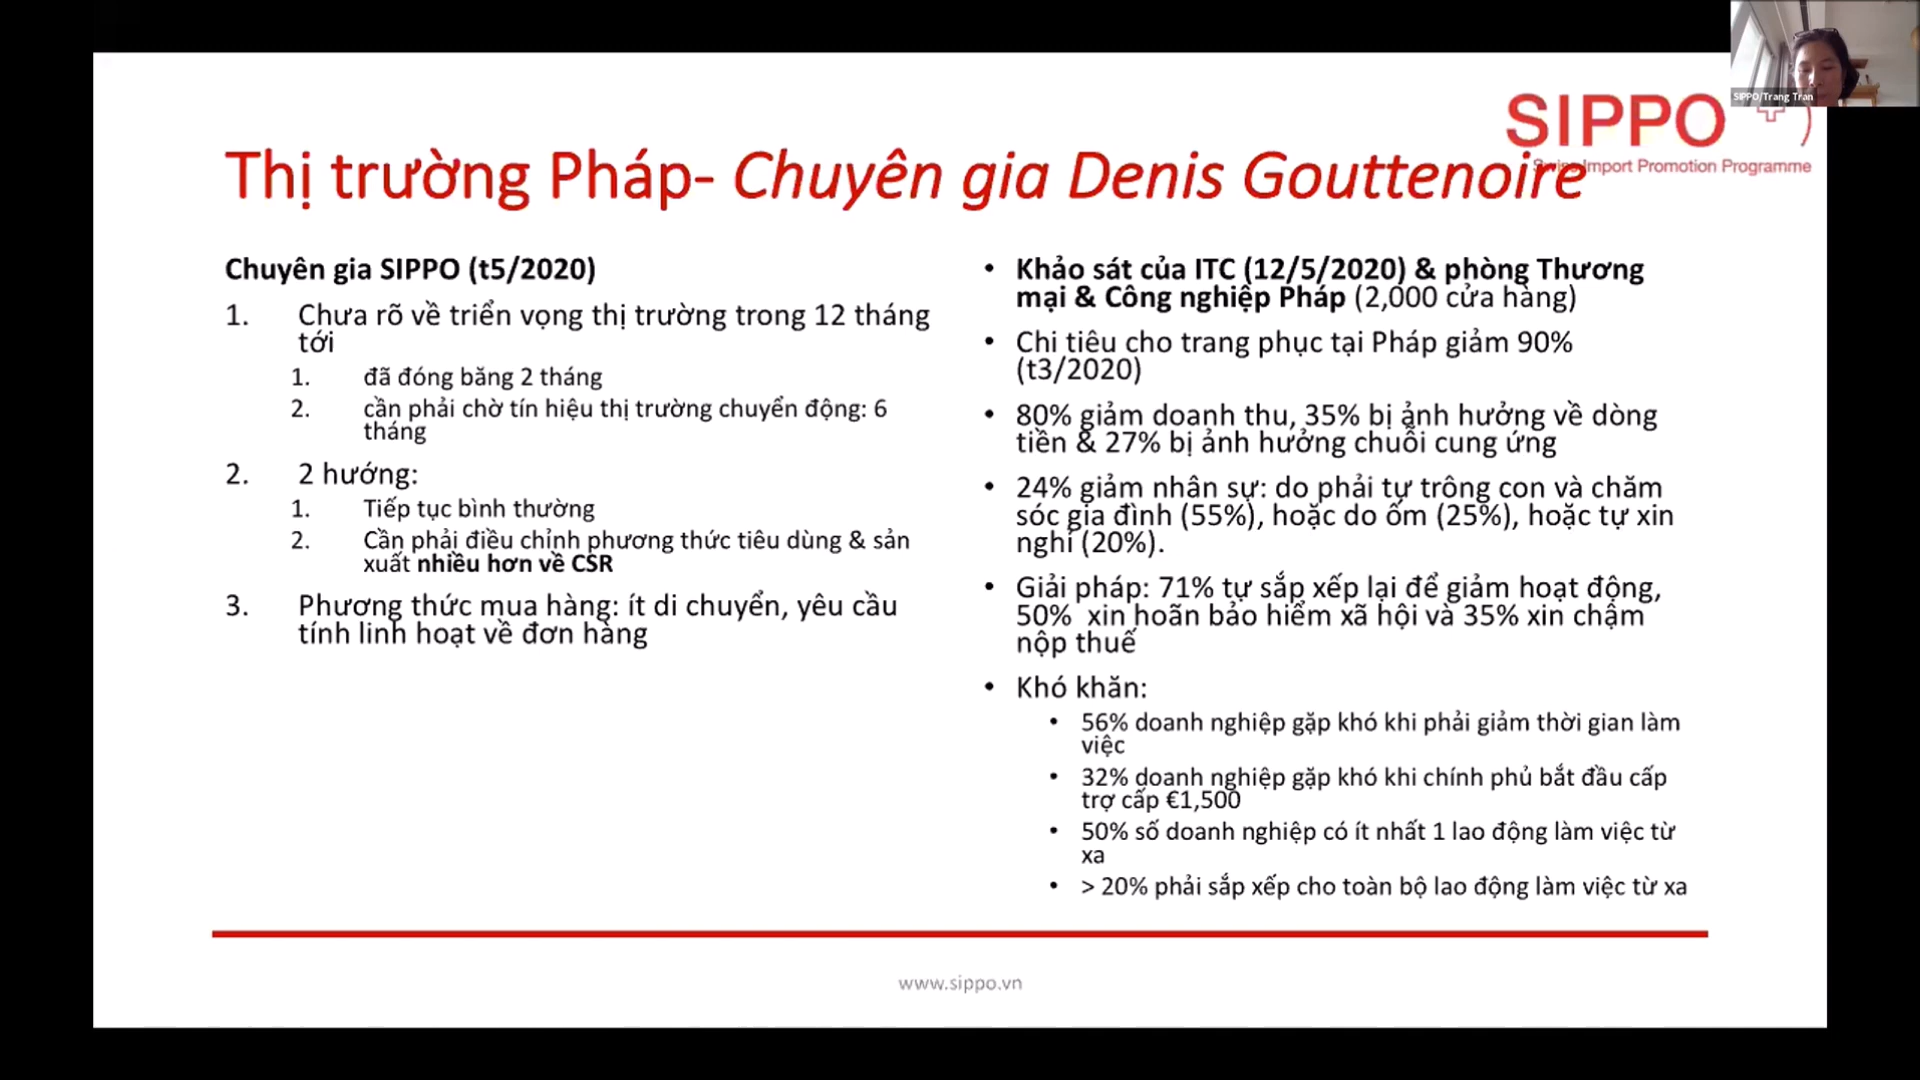 SIPPO/Trang Tran
SIPPO
Swiss Import Promotion Programme
Thị trường Pháp- Chuyên gia Denis Gouttenoire
Chuyên gia SIPPO (t5/2020)
1. Chưa rõ về triển vọng thị trường trong 12 tháng
tới
1. đã đóng băng 2 tháng
2. cần phải chờ tín hiệu thị trường chuyển động: 6
tháng
2. 2 hướng:
1. Tiếp tục bình thường
2. Cần phải điều chỉnh phương thức tiêu dùng & sản
xuất nhiều hơn về CSR
3. Phương thức mua hàng: ít di chuyển, yêu cầu
tính linh hoạt về đơn hàng
• Khảo sát của ITC (12/5/2020) & phòng Thương
mại & Công nghiệp Pháp (2,000 cửa hàng)
• Chi tiêu cho trang phục tại Pháp giảm 90%
(t3/2020)
• 80% giảm doanh thu, 35% bị ảnh hưởng về dòng
tiền & 27% bị ảnh hưởng chuỗi cung ứng
• 24% giảm nhân sự: do phải tự trông con và chăm
sóc gia đình (55%), hoặc do ốm (25%), hoặc tự xin
nghỉ (20%).
• Giải pháp: 71% tự sắp xếp lại để giảm hoạt động,
50% xin hoãn bảo hiểm xã hội và 35% xin chậm
nộp thuế
• Khó khăn:
• 56% doanh nghiệp gặp khó khi phải giảm thời gian làm
việc
• 32% doanh nghiệp gặp khó khi chính phủ bắt đầu cấp
trợ cấp €1,500
• 50% số doanh nghiệp có ít nhất 1 lao động làm việc từ
xa
• > 20% phải sắp xếp cho toàn bộ lao động làm việc từ xa
www.sippo.vn